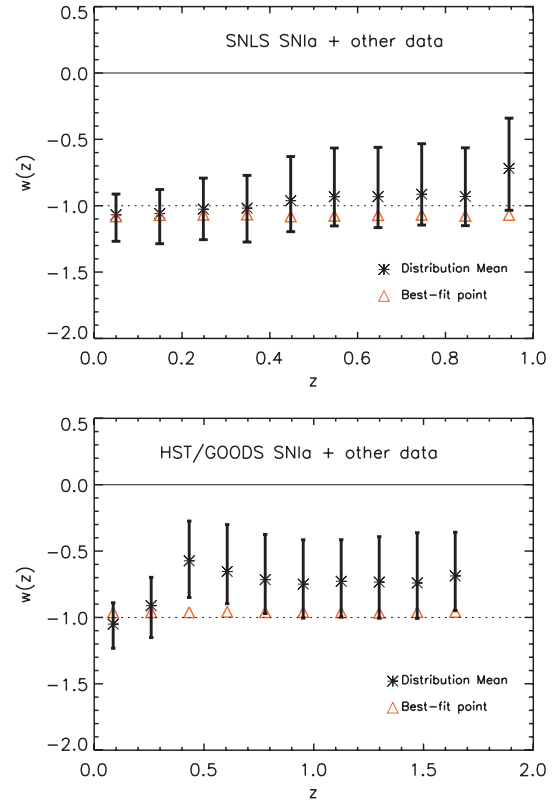 SNLS SNIa + other data
0.5
0.0
−0.5
−1.0
−1.5
−2.0
w(z)
✳ Distribution Mean
△ Best−fit point
0.0 0.2 0.4 0.6 0.8 1.0
z
HST/GOODS SNIa + other data
0.5
0.0
−0.5
−1.0
−1.5
−2.0
w(z)
✳ Distribution Mean
△ Best−fit point
0.0 0.5 1.0 1.5 2.0
z